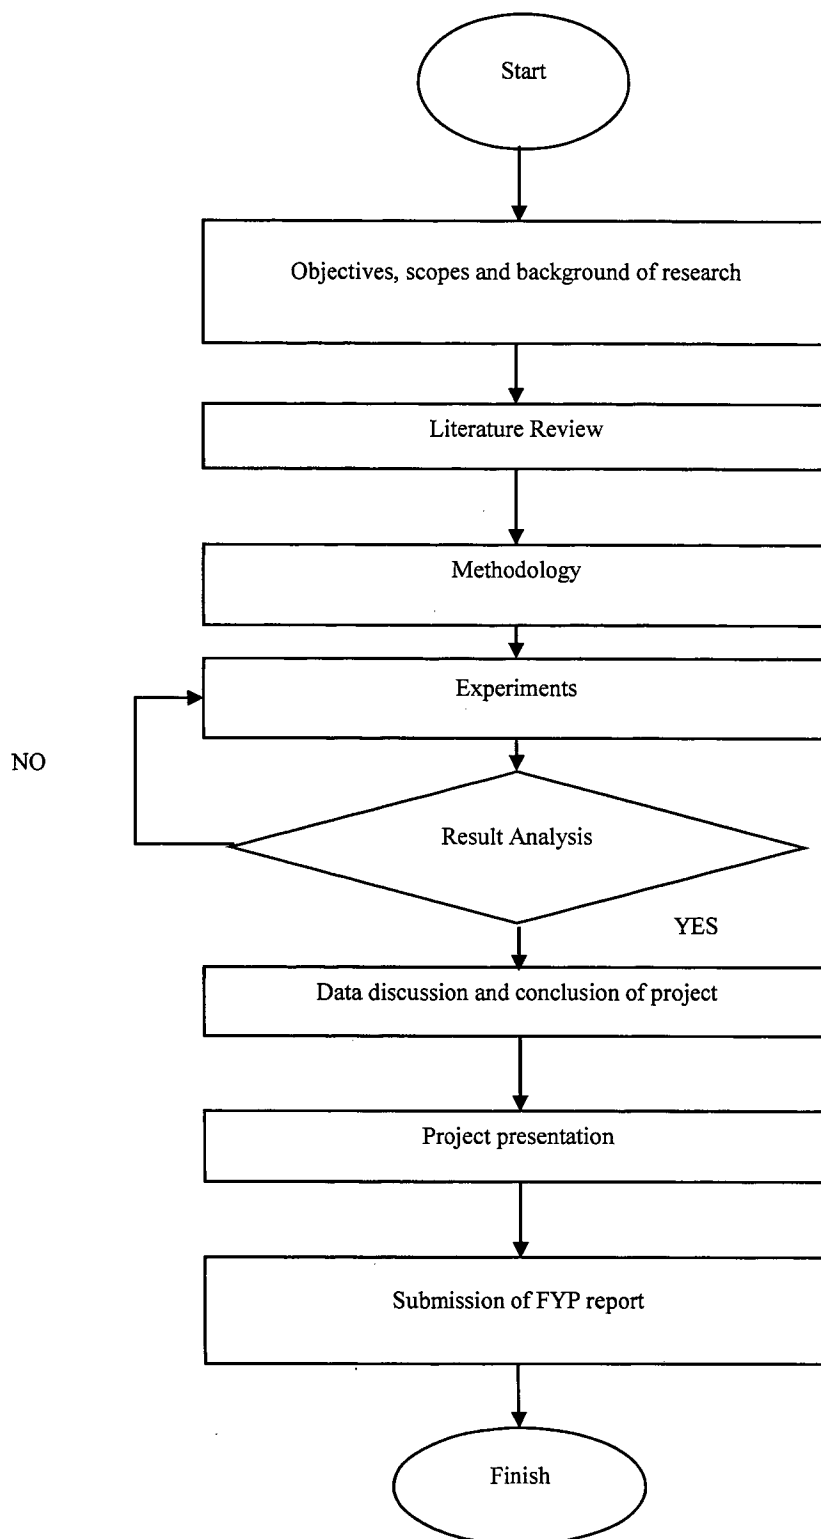 Start
Objectives, scopes and background of research
Literature Review
Methodology
Experiments
NO
Result Analysis
YES
Data discussion and conclusion of project
Project presentation
Submission of FYP report
Finish